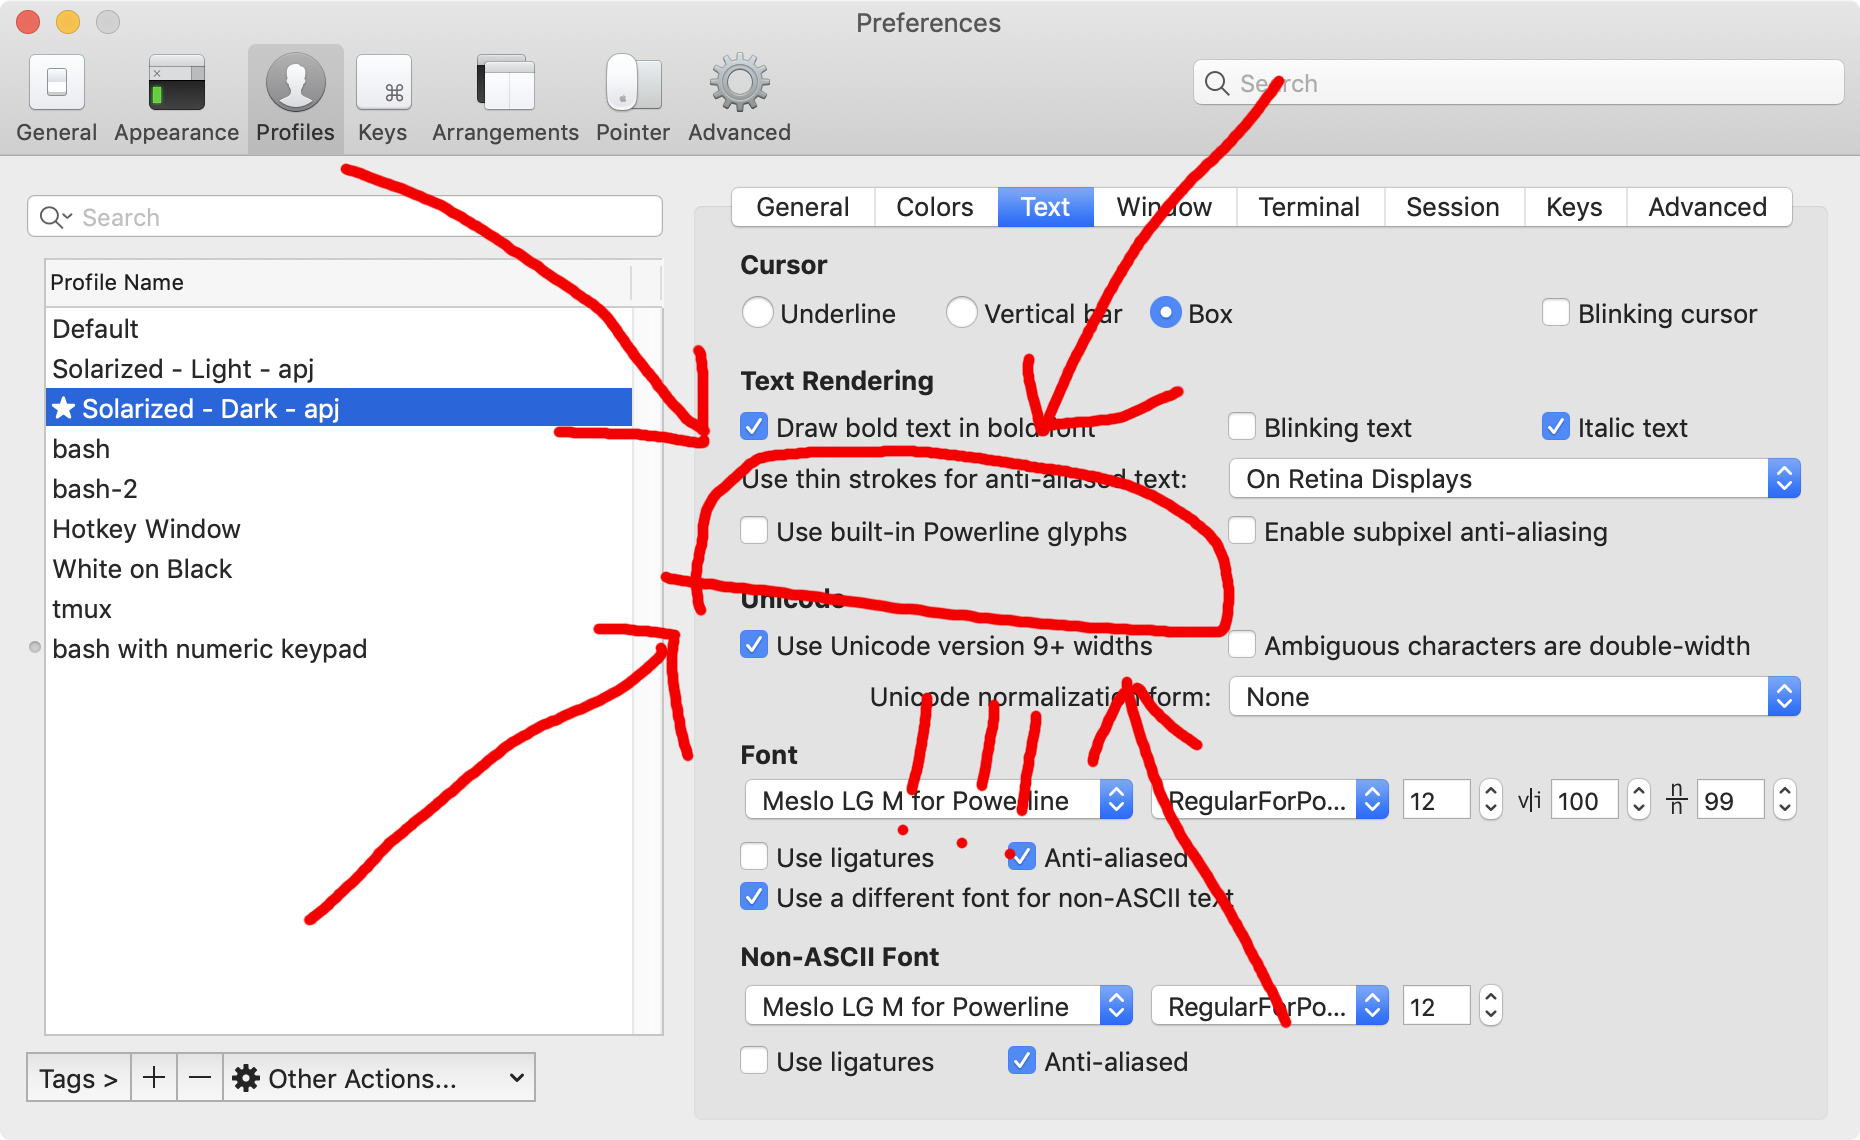 Preferences
General Appearance Profiles Keys Arrangements Pointer Advanced
Search
Search
Profile Name
Default
Solarized - Light - apj
★ Solarized - Dark - apj
bash
bash-2
Hotkey Window
White on Black
tmux
bash with numeric keypad
Tags > + − Other Actions...
General Colors Text Window Terminal Session Keys Advanced
Cursor
Underline Vertical bar Box Blinking cursor
Text Rendering
Draw bold text in bold font Blinking text Italic text
Use thin strokes for anti-aliased text: On Retina Displays
Use built-in Powerline glyphs Enable subpixel anti-aliasing
Unicode
Use Unicode version 9+ widths Ambiguous characters are double-width
Unicode normalization form: None
!!!
Font
Meslo LG M for Powerline RegularForPo... 12 v|i 100 n/n 99
Use ligatures Anti-aliased
Use a different font for non-ASCII text
Non-ASCII Font
Meslo LG M for Powerline RegularForPo... 12
Use ligatures Anti-aliased